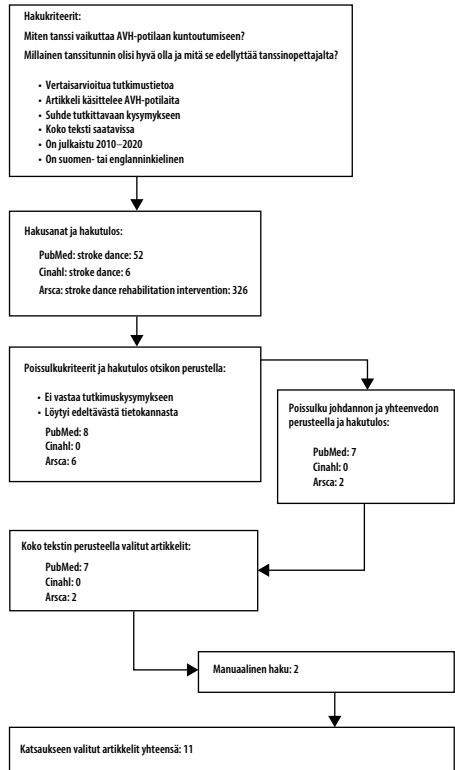 Hakukriteerit:
Miten tanssi vaikuttaa AVH-potilaan kuntoutumiseen?
Millainen tanssitunnin olisi hyvä olla ja mitä se edellyttää tanssinopettajalta?
• Vertaisarvioitua tutkimustietoa
• Artikkeli käsittelee AVH-potilaita
• Suhde tutkittavaan kysymykseen
• Koko teksti saatavissa
• On julkaistu 2010–2020
• On suomen- tai englanninkielinen
Hakusanat ja hakutulos:
PubMed: stroke dance: 52
Cinahl: stroke dance: 6
Arsca: stroke dance rehabilitation intervention: 326
Poissulkukriteerit ja hakutulos otsikon perustella:
• Ei vastaa tutkimuskysymykseen
• Löytyi edeltävästä tietokannasta
PubMed: 8
Cinahl: 0
Arsca: 6
Poissulku johdannon ja yhteenvedon
perusteella ja hakutulos:
PubMed: 7
Cinahl: 0
Arsca: 2
Koko tekstin perusteella valitut artikkelit:
PubMed: 7
Cinahl: 0
Arsca: 2
Manuaalinen haku: 2
Katsaukseen valitut artikkelit yhteensä: 11